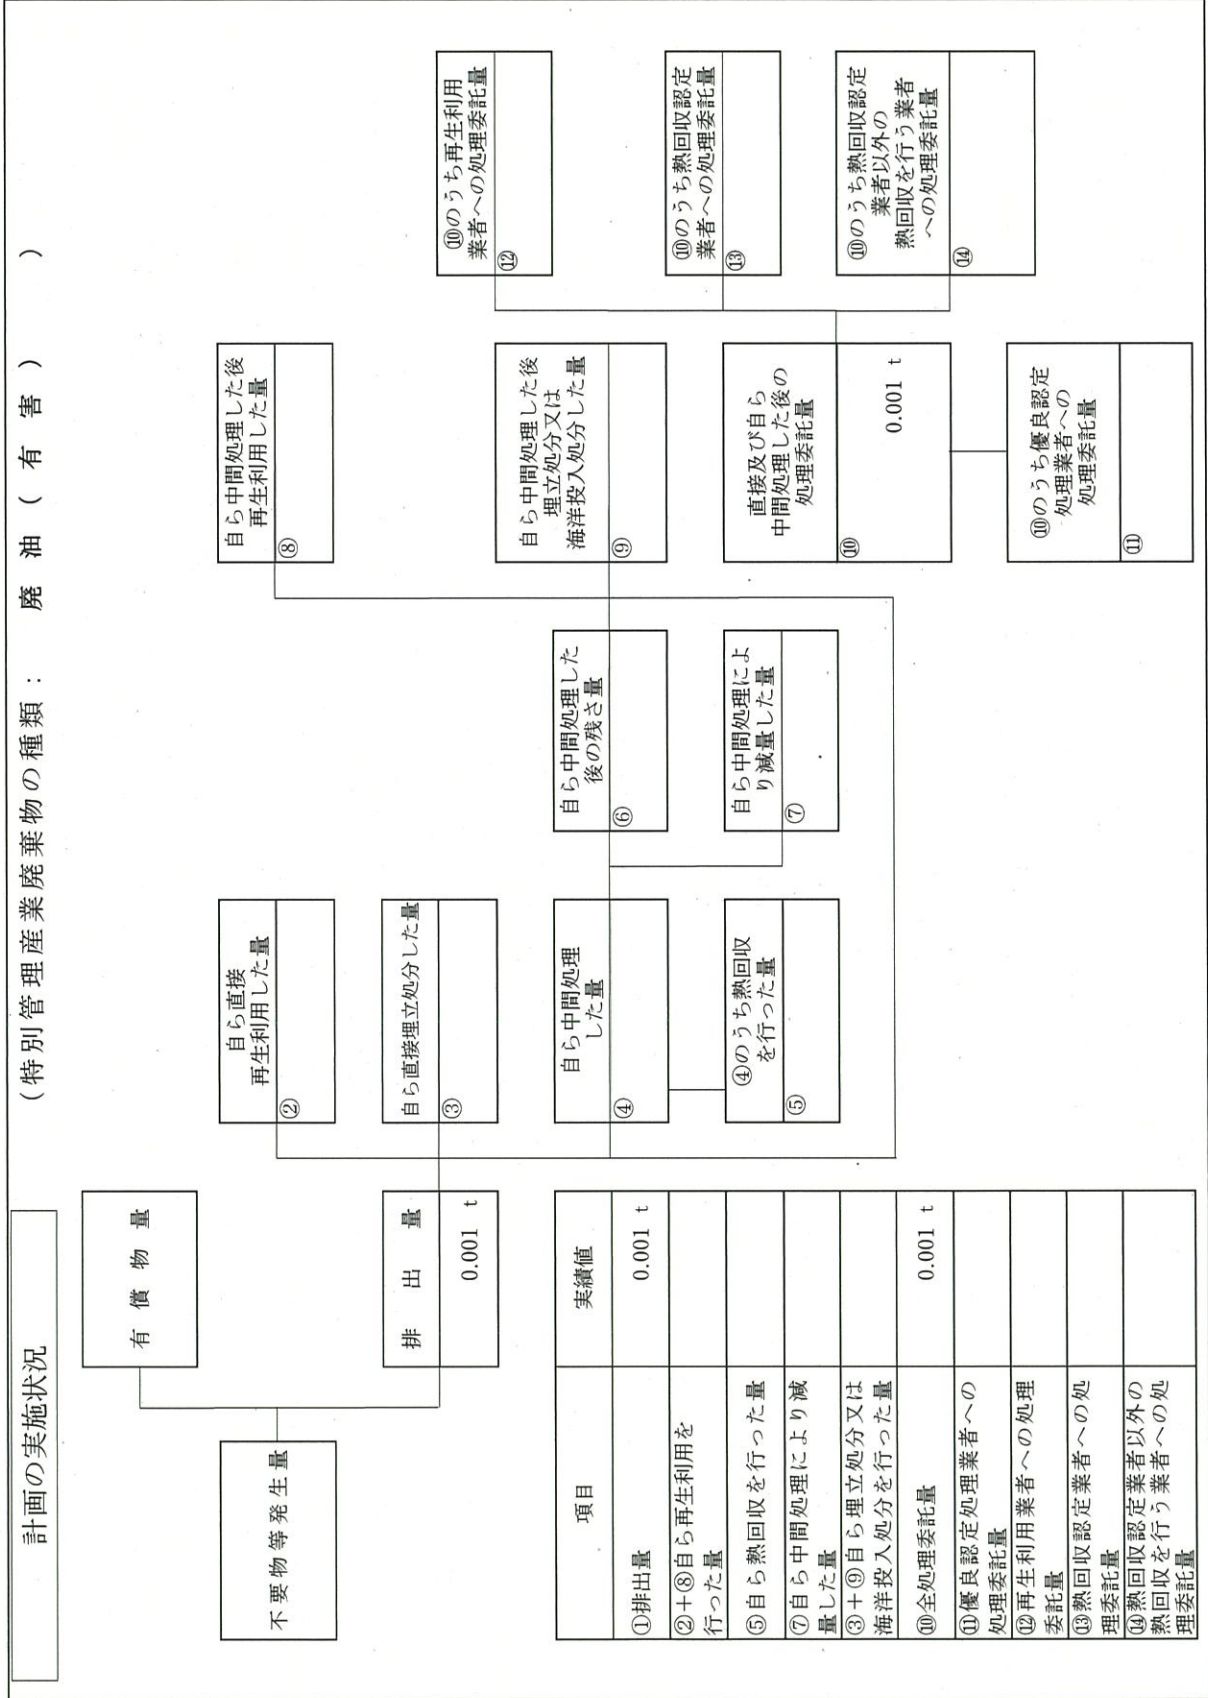 計画の実施状況
(特別管理産業廃棄物の種類： 廃 油 ( 有 害 ) )
不要物等発生量
有 償 物 量
排 出 量
0.001 t
自ら直接
再生利用した量
②
自ら直接埋立処分した量
③
自ら中間処理
した量
④
④のうち熱回収
を行った量
⑤
自ら中間処理した
後の残さ量
⑥
自ら中間処理によ
り減量した量
⑦
自ら中間処理した後
再生利用した量
⑧
自ら中間処理した後
埋立処分又は
海洋投入処分した量
⑨
直接及び自ら
中間処理した後の
処理委託量
⑩
0.001 t
⑩のうち優良認定
処理業者への
処理委託量
⑪
⑩のうち再生利用
業者への処理委託量
⑫
⑩のうち熱回収認定
業者への処理委託量
⑬
⑩のうち熱回収認定
業者以外の
熱回収を行う業者
への処理委託量
⑭
項目 実績値
①排出量 0.001 t
②＋⑧自ら再生利用を
行った量
⑤自ら熱回収を行った量
⑦自ら中間処理により減
量した量
③＋⑨自ら埋立処分又は
海洋投入処分を行った量
⑩全処理委託量 0.001 t
⑪優良認定処理業者への
処理委託量
⑫再生利用業者への処理
委託量
⑬熱回収認定業者への処
理委託量
⑭熱回収認定業者以外の
熱回収を行う業者への処
理委託量